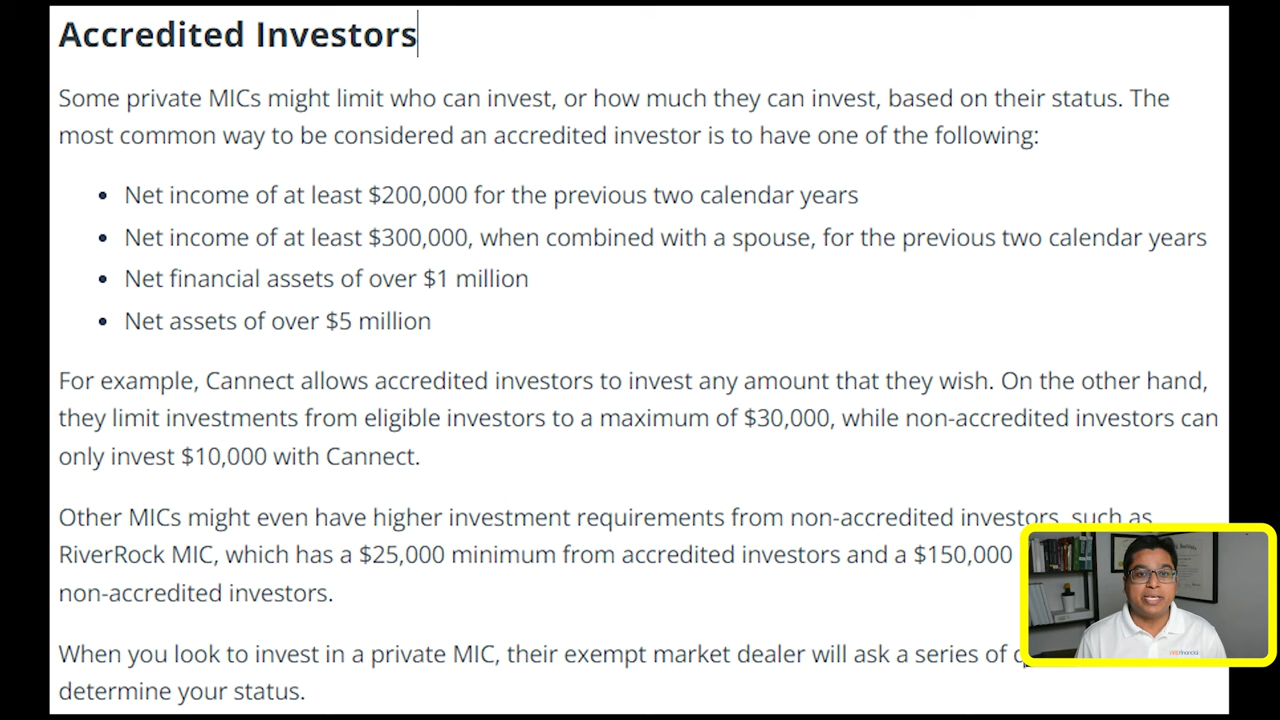 Accredited Investors
Some private MICs might limit who can invest, or how much they can invest, based on their status. The
most common way to be considered an accredited investor is to have one of the following:
• Net income of at least $200,000 for the previous two calendar years
• Net income of at least $300,000, when combined with a spouse, for the previous two calendar years
• Net financial assets of over $1 million
• Net assets of over $5 million
For example, Cannect allows accredited investors to invest any amount that they wish. On the other hand,
they limit investments from eligible investors to a maximum of $30,000, while non-accredited investors can
only invest $10,000 with Cannect.
Other MICs might even have higher investment requirements from non-accredited investors, such as
RiverRock MIC, which has a $25,000 minimum from accredited investors and a $150,000
non-accredited investors.
When you look to invest in a private MIC, their exempt market dealer will ask a series of
determine your status.